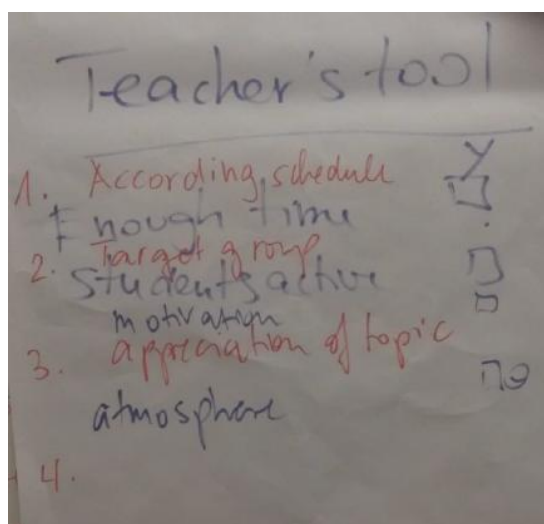 Teacher's tool
1. According schedule
Enough time
2. Target group
Students active
motivation
3. appreciation of topic
atmosphere
4.